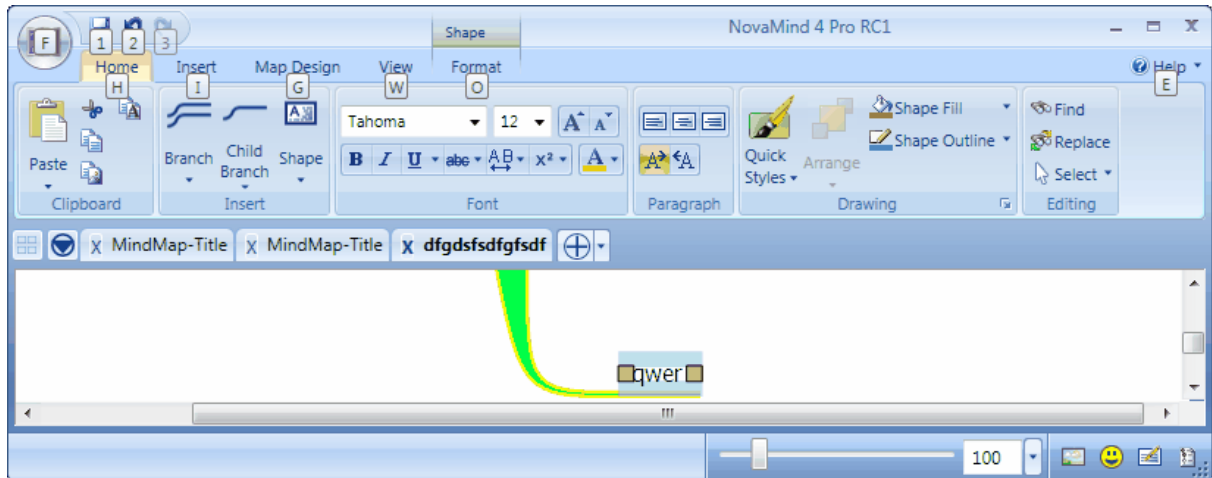 Shape NovaMind 4 Pro RC1
F 1 2 3
Home Insert Map Design View Format Help
H I G W O E
Tahoma 12 A A Shape Fill Find
Paste Branch Child Branch Shape B I U abc AB x² A A A Quick Styles Arrange Shape Outline Replace
Select
Clipboard Insert Font Paragraph Drawing Editing
X MindMap-Title X MindMap-Title X dfgdsfsdfgfsdf
qwer
100